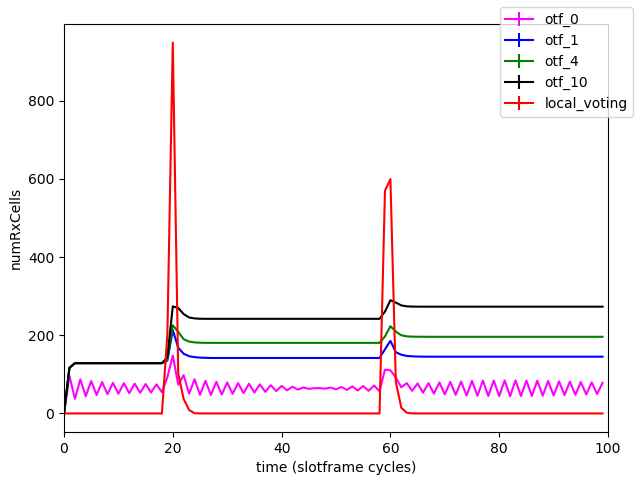 otf_0
otf_1
otf_4
otf_10
local_voting
numRxCells
800
600
400
200
0
0 20 40 60 80 100
time (slotframe cycles)